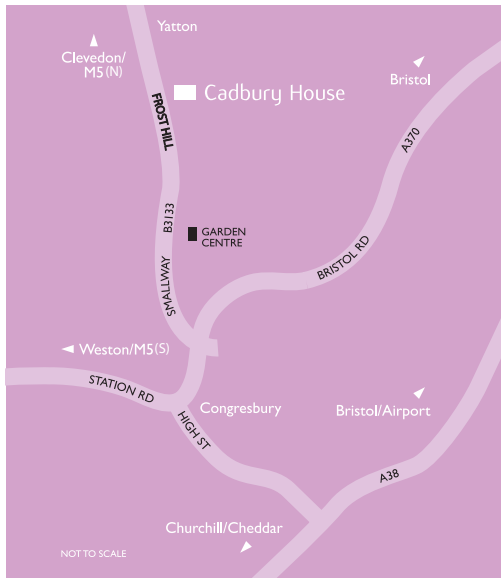 Yatton
Clevedon/
M5(N)
Bristol
Cadbury House
FROST HILL
A370
B3133
GARDEN
CENTRE
BRISTOL RD
SMALLWAY
Weston/M5(S)
STATION RD
Congresbury
Bristol/Airport
HIGH ST
A38
Churchill/Cheddar
NOT TO SCALE